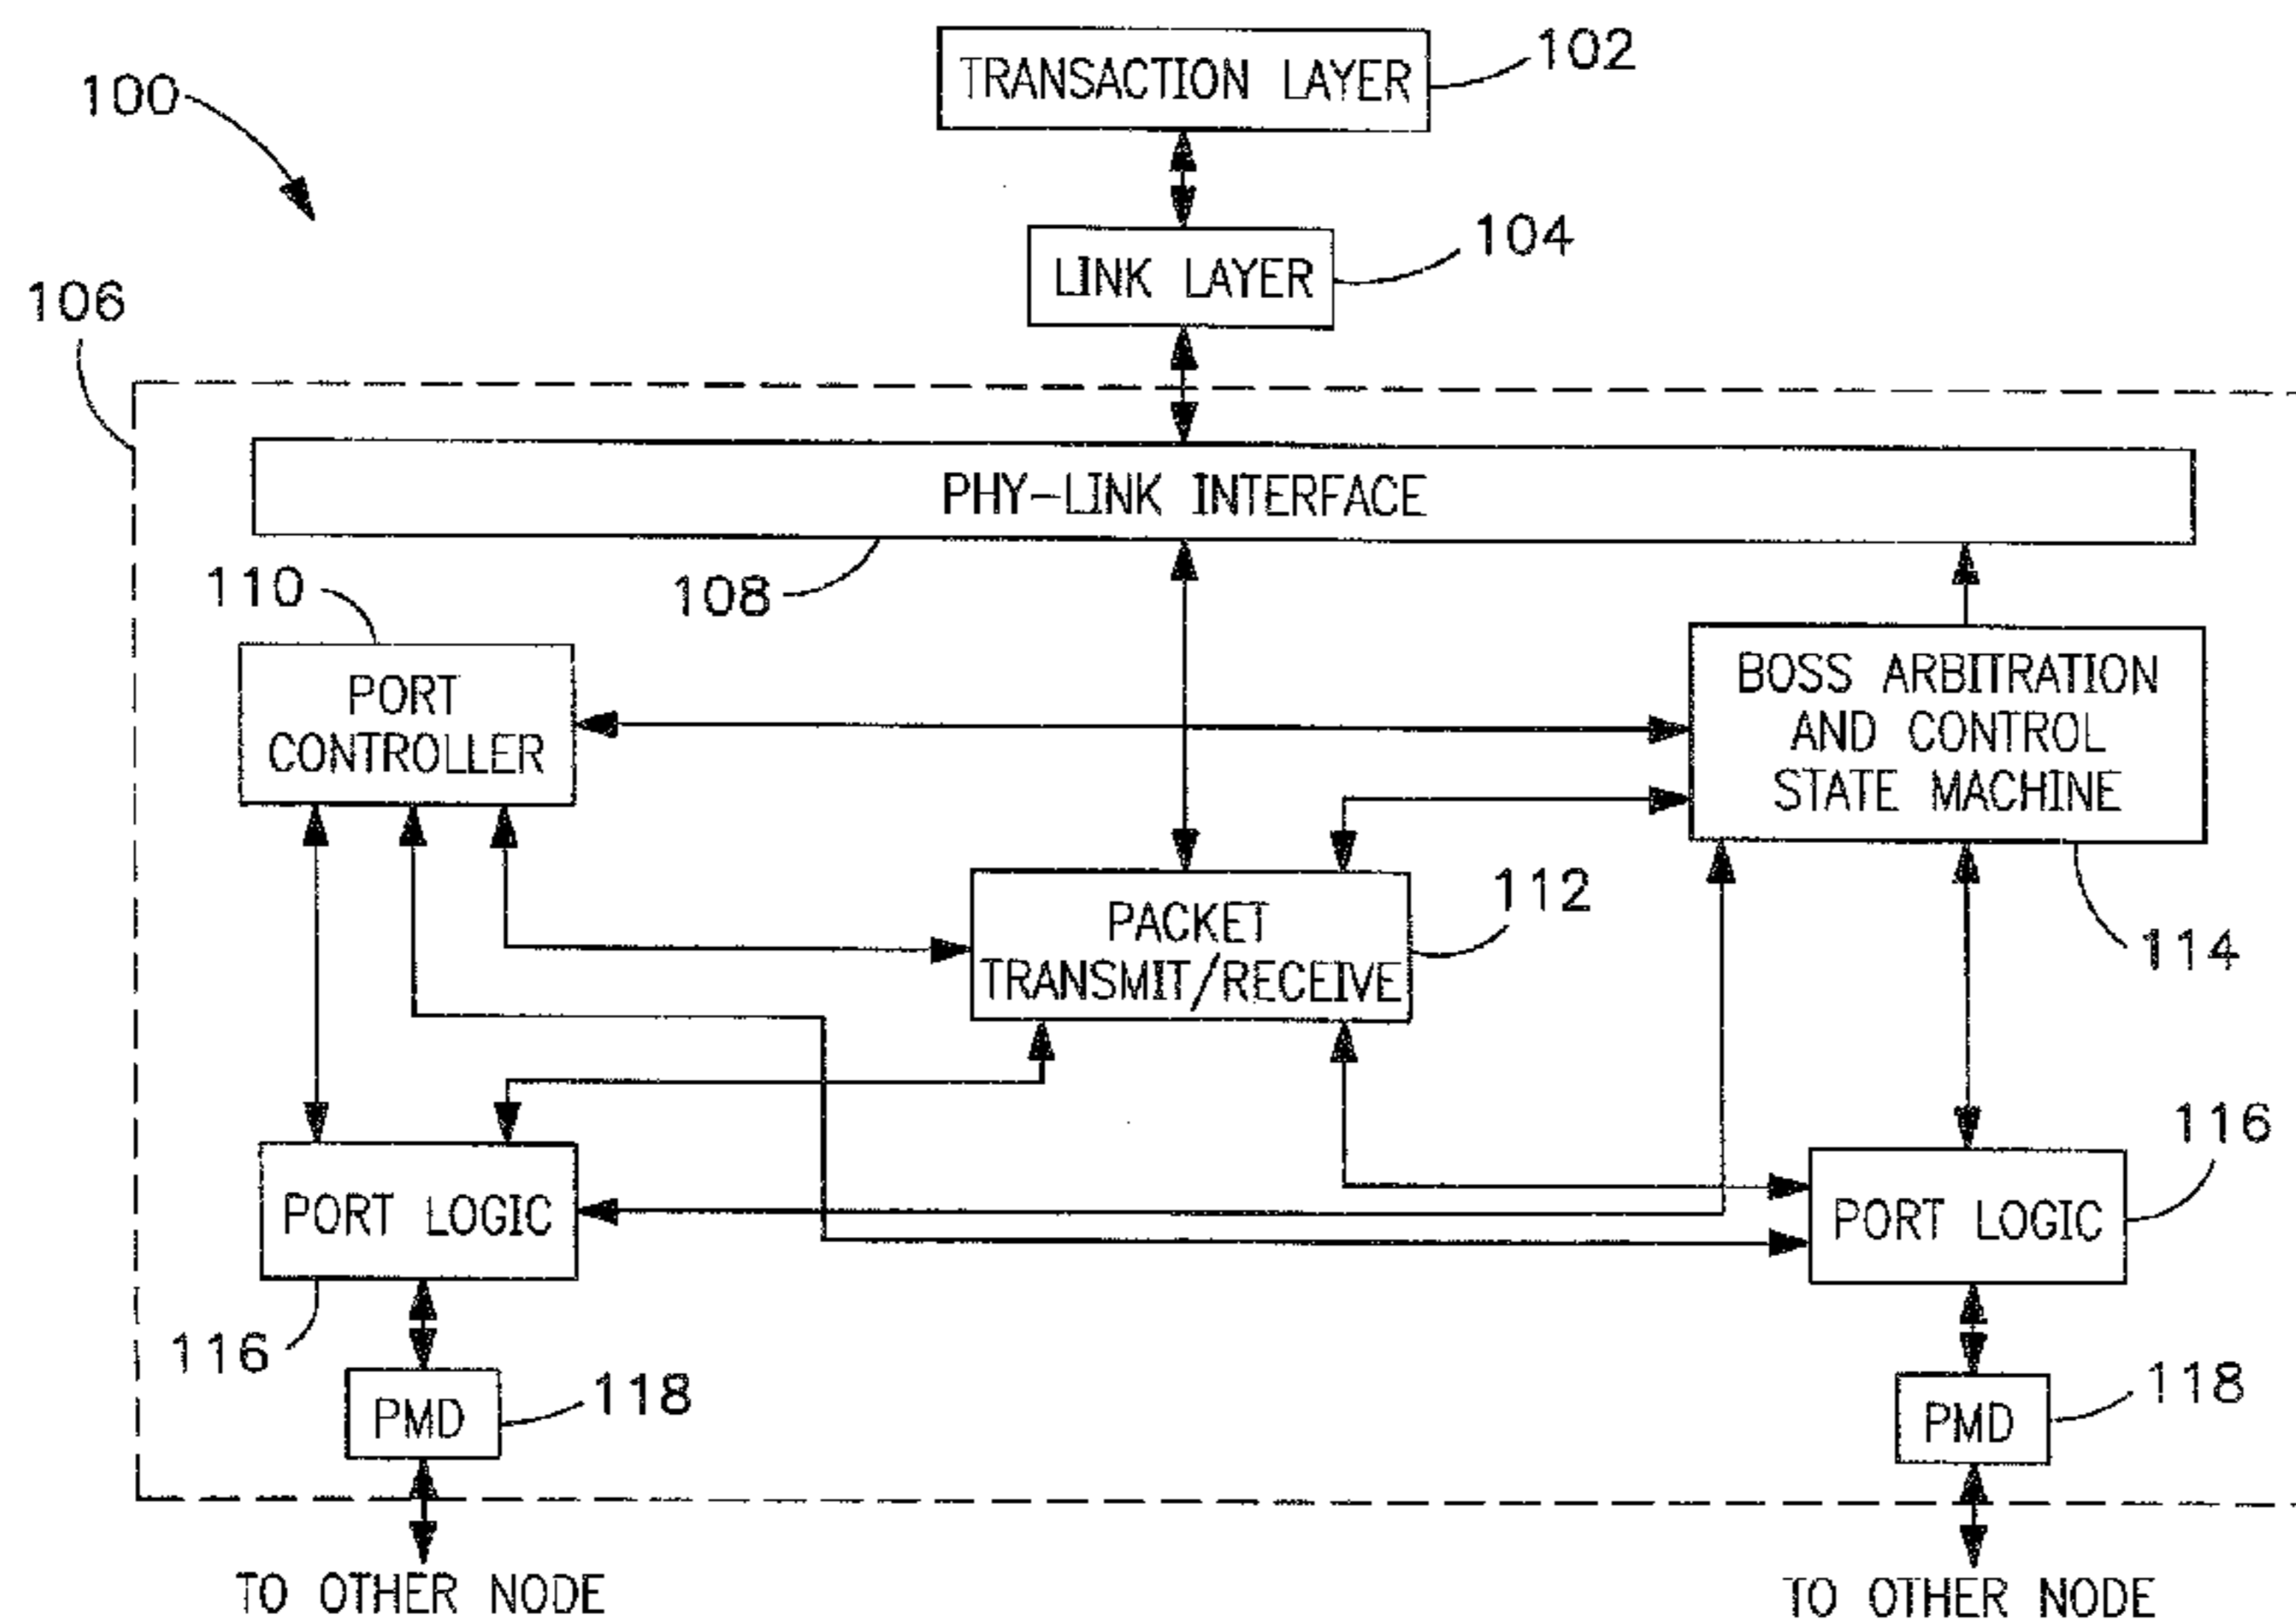 102
TRANSACTION LAYER
100
104
LINK LAYER
106
PHY-LINK INTERFACE
108
110
PORT
CONTROLLER
BOSS ARBITRATION
AND CONTROL
STATE MACHINE
112
PACKET
TRANSMIT/RECEIVE
114
116
PORT LOGIC
PORT LOGIC
116
118
PMD
118
PMD
TO OTHER NODE
TO OTHER NODE